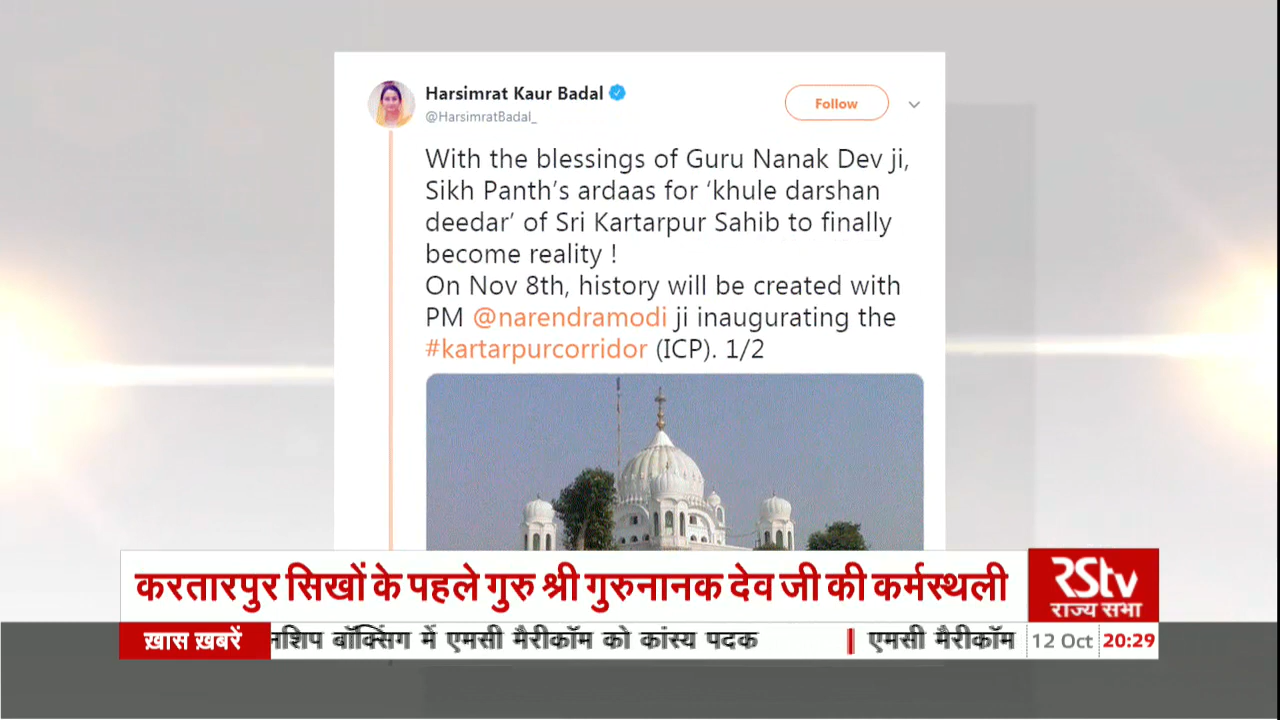 Harsimrat Kaur Badal
@HarsimratBadal_
Follow
With the blessings of Guru Nanak Dev ji,
Sikh Panth's ardaas for 'khule darshan
deedar' of Sri Kartarpur Sahib to finally
become reality !
On Nov 8th, history will be created with
PM @narendramodi ji inaugurating the
#kartarpurcorridor (ICP). 1/2
करतारपुर सिखों के पहले गुरु श्री गुरुनानक देव जी की कर्मस्थली
RStv
राज्य सभा
ख़ास ख़बरें
नशिप बॉक्सिंग में एमसी मैरीकॉम को कांस्य पदक
एमसी मैरीकॉम
12 Oct
20:29